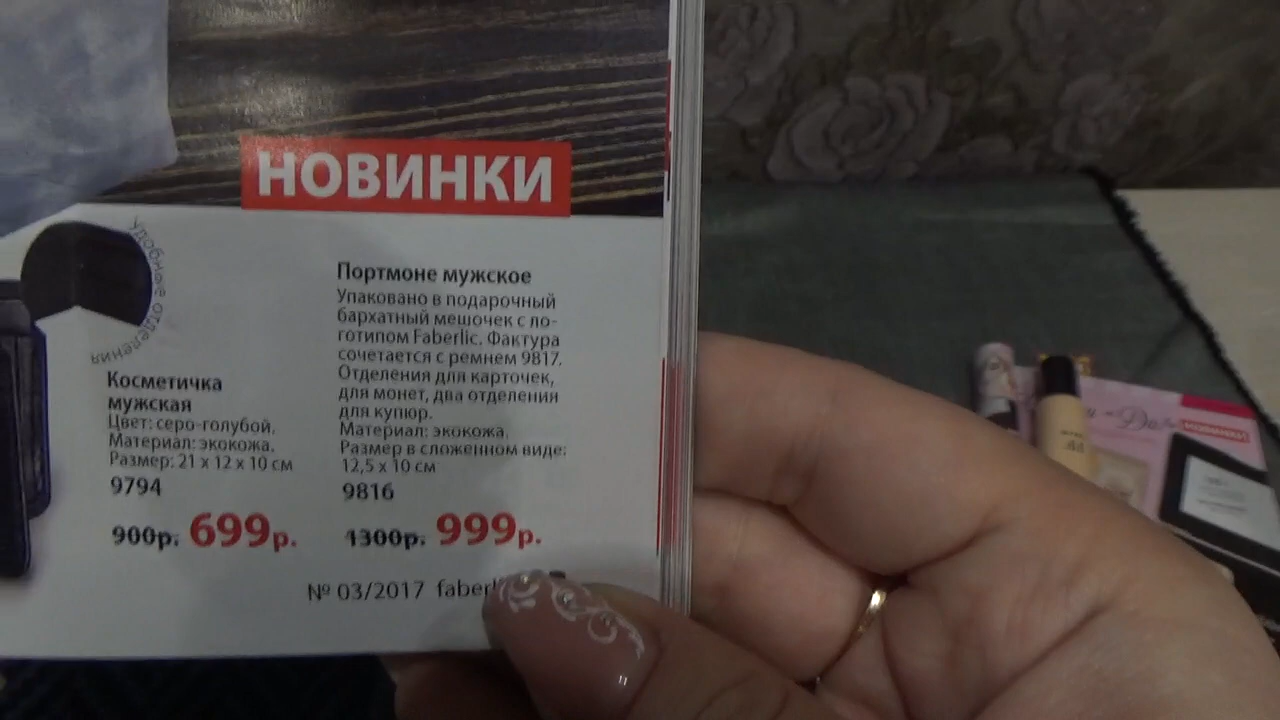 НОВИНКИ
Удобные отделения
Косметичка
мужская
Цвет: серо-голубой.
Материал: экокожа.
Размер: 21 х 12 х 10 см
9794
900р. 699р.
Портмоне мужское
Упаковано в подарочный
бархатный мешочек с ло-
готипом Faberlic. Фактура
сочетается с ремнем 9817.
Отделения для карточек,
для монет, два отделения
для купюр.
Материал: экокожа.
Размер в сложенном виде:
12,5 х 10 см
9816
1300р. 999р.
№ 03/2017 faberl
НОВИНКИ